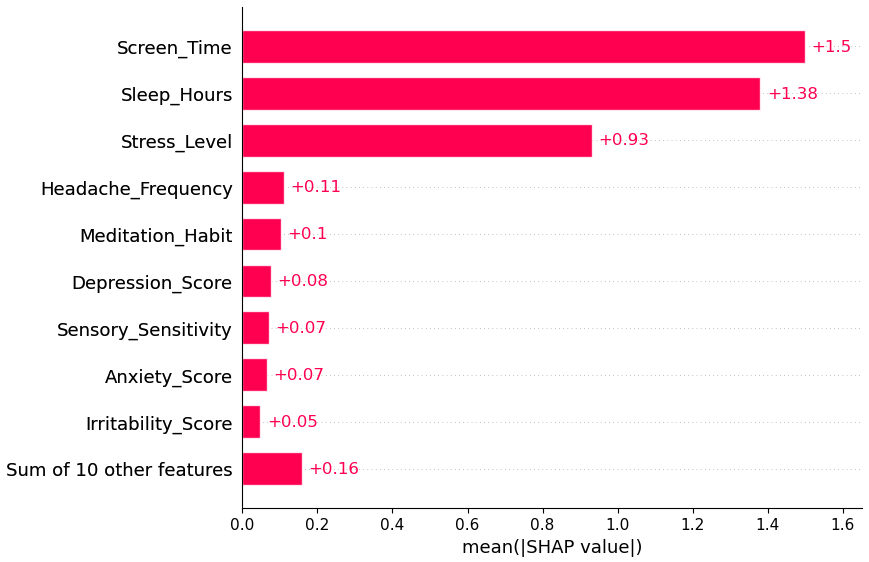 Screen_Time +1.5
Sleep_Hours +1.38
Stress_Level +0.93
Headache_Frequency +0.11
Meditation_Habit +0.1
Depression_Score +0.08
Sensory_Sensitivity +0.07
Anxiety_Score +0.07
Irritability_Score +0.05
Sum of 10 other features +0.16
0.0 0.2 0.4 0.6 0.8 1.0 1.2 1.4 1.6
mean(|SHAP value|)